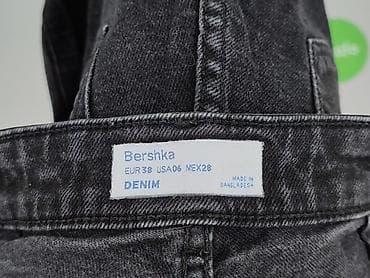 Bershka
EUR38 USA06 MEX28
DENIM
MADE IN
BANGLADESH